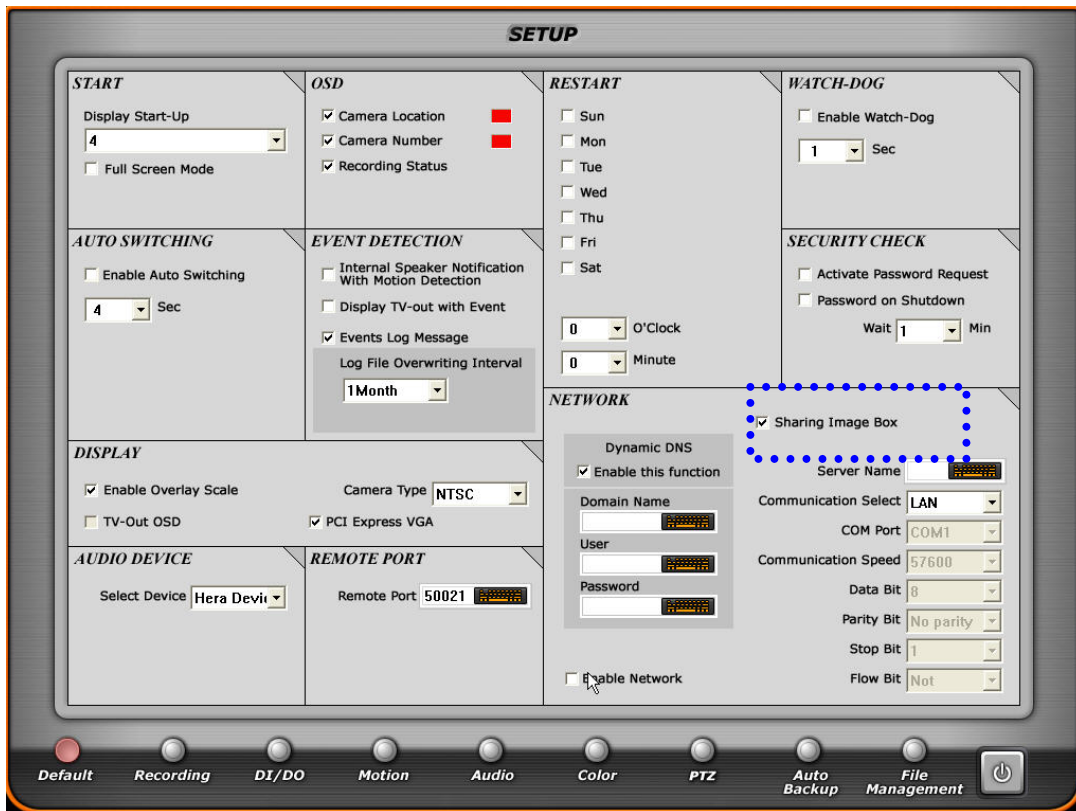 SETUP
START
Display Start-Up
4
Full Screen Mode
OSD
Camera Location
Camera Number
Recording Status
RESTART
Sun
Mon
Tue
Wed
Thu
Fri
Sat
0 O'Clock
0 Minute
WATCH-DOG
Enable Watch-Dog
1 Sec
AUTO SWITCHING
Enable Auto Switching
4 Sec
EVENT DETECTION
Internal Speaker Notification
With Motion Detection
Display TV-out with Event
Events Log Message
Log File Overwriting Interval
1Month
SECURITY CHECK
Activate Password Request
Password on Shutdown
Wait 1 Min
DISPLAY
Enable Overlay Scale
Camera Type NTSC
TV-Out OSD
PCI Express VGA
AUDIO DEVICE
Select Device Hera Devic
REMOTE PORT
Remote Port 50021
NETWORK
Sharing Image Box
Dynamic DNS
Enable this function
Domain Name
User
Password
Enable Network
Server Name
Communication Select LAN
COM Port COM1
Communication Speed 57600
Data Bit 8
Parity Bit No parity
Stop Bit 1
Flow Bit Not
Default
Recording
DI/DO
Motion
Audio
Color
PTZ
Auto
Backup
File
Management